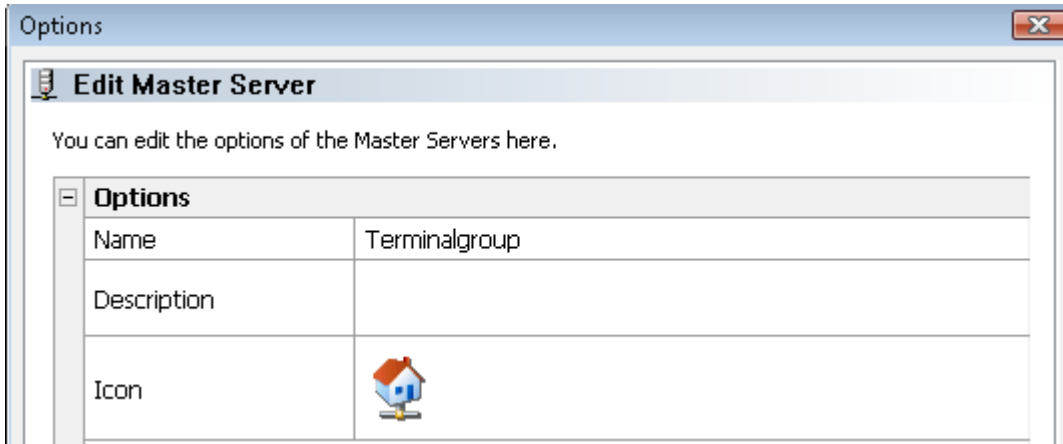 Options
Edit Master Server
You can edit the options of the Master Servers here.
Options
Name Terminalgroup
Description
Icon